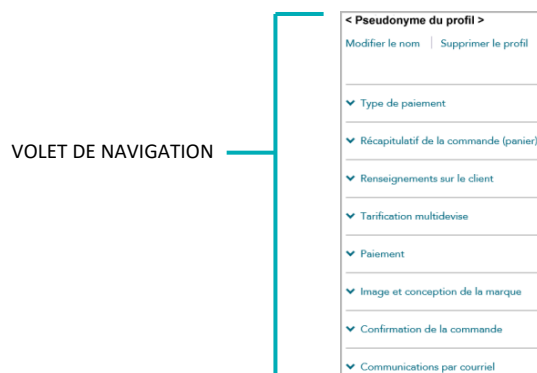 < Pseudonyme du profil >
Modifier le nom | Supprimer le profil
Type de paiement
Récapitulatif de la commande (panier)
VOLET DE NAVIGATION
Renseignements sur le client
Tarification multidevise
Paiement
Image et conception de la marque
Confirmation de la commande
Communications par courriel